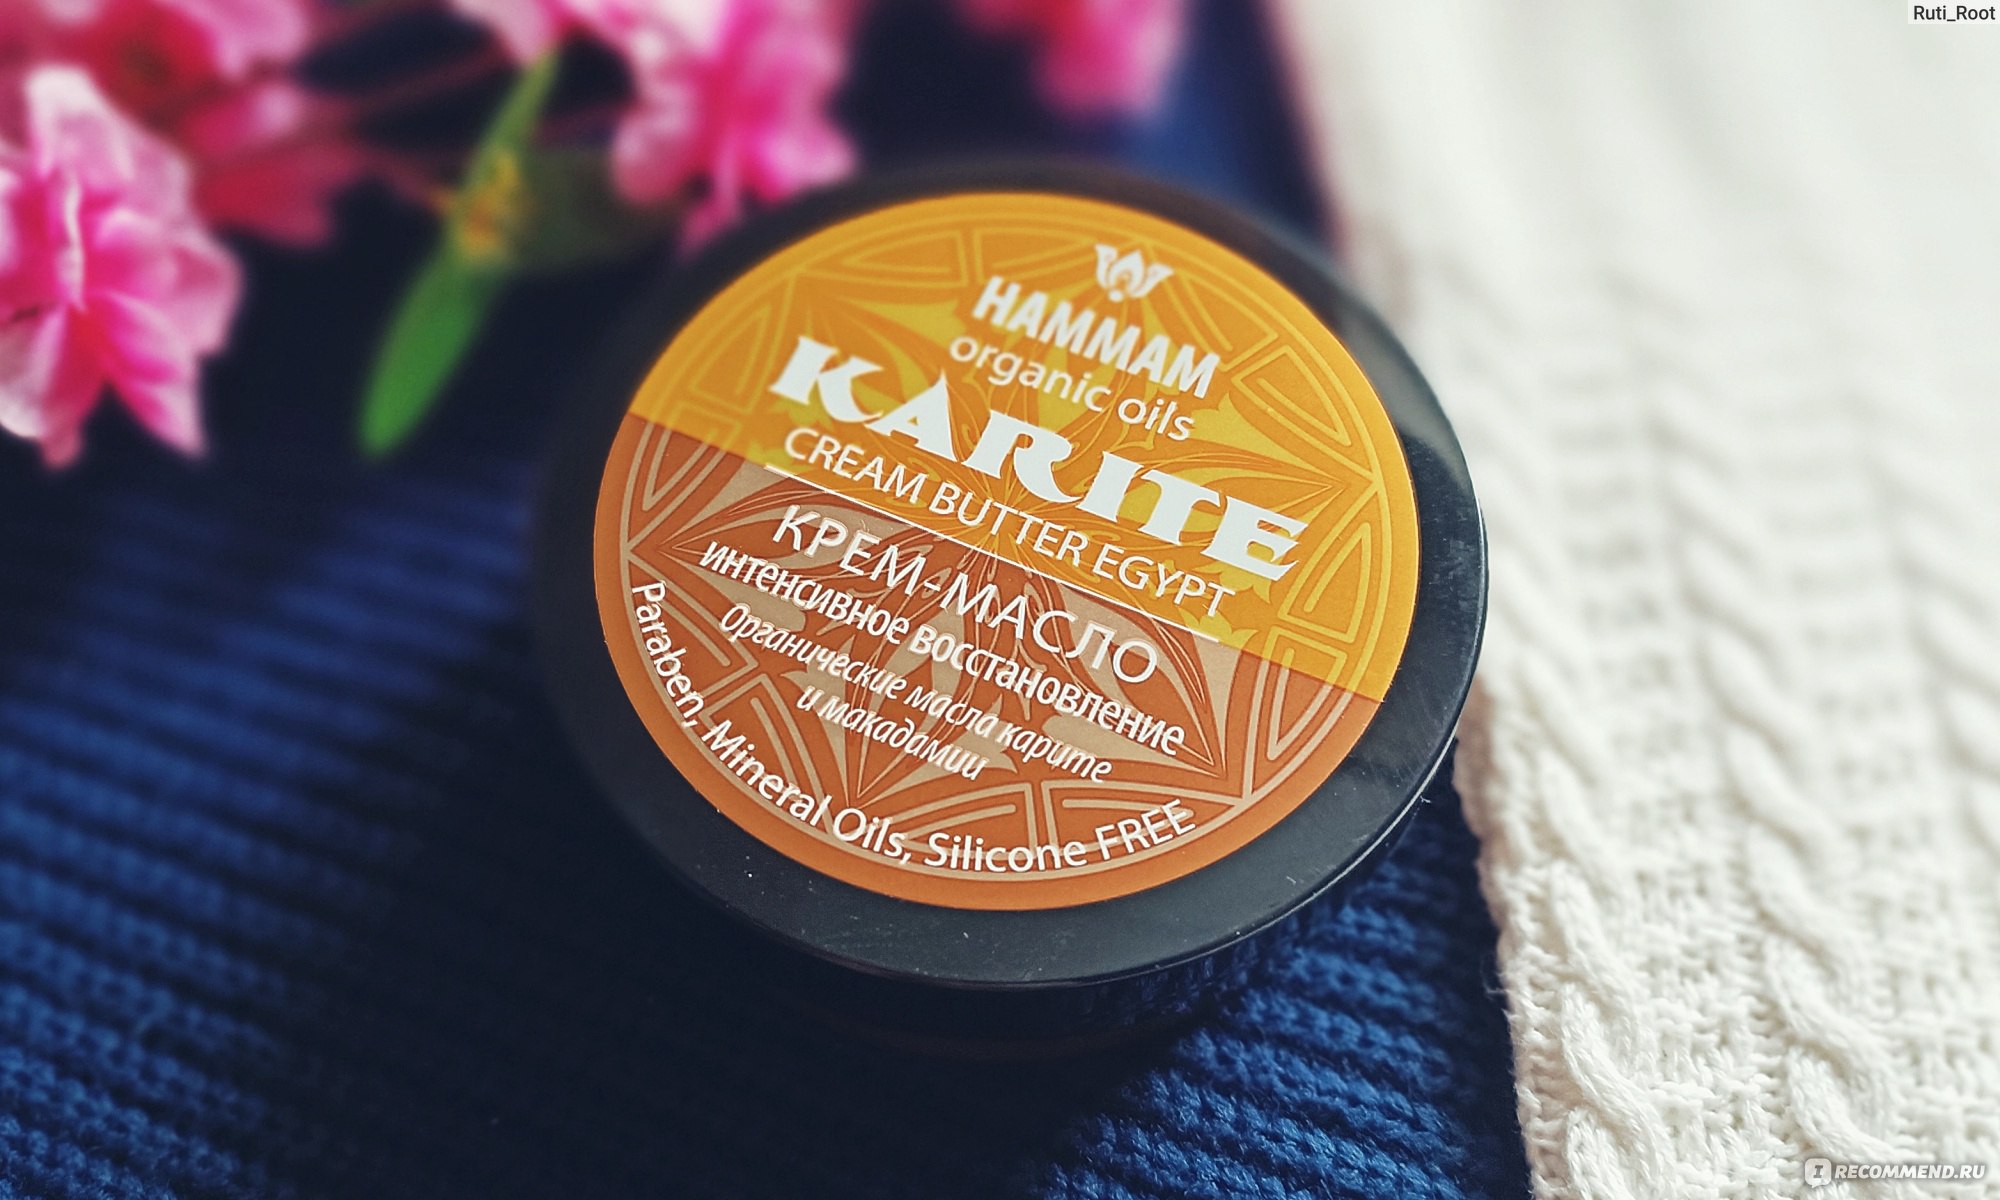 Ruti_Root
HAMMAM
organic oils
KARITE
CREAM BUTTER EGYPT
КРЕМ-МАСЛО
интенсивное восстановление
Органические масла карите
и макадамии
Paraben, Mineral Oils, Silicone FREE
I RECOMMEND.RU